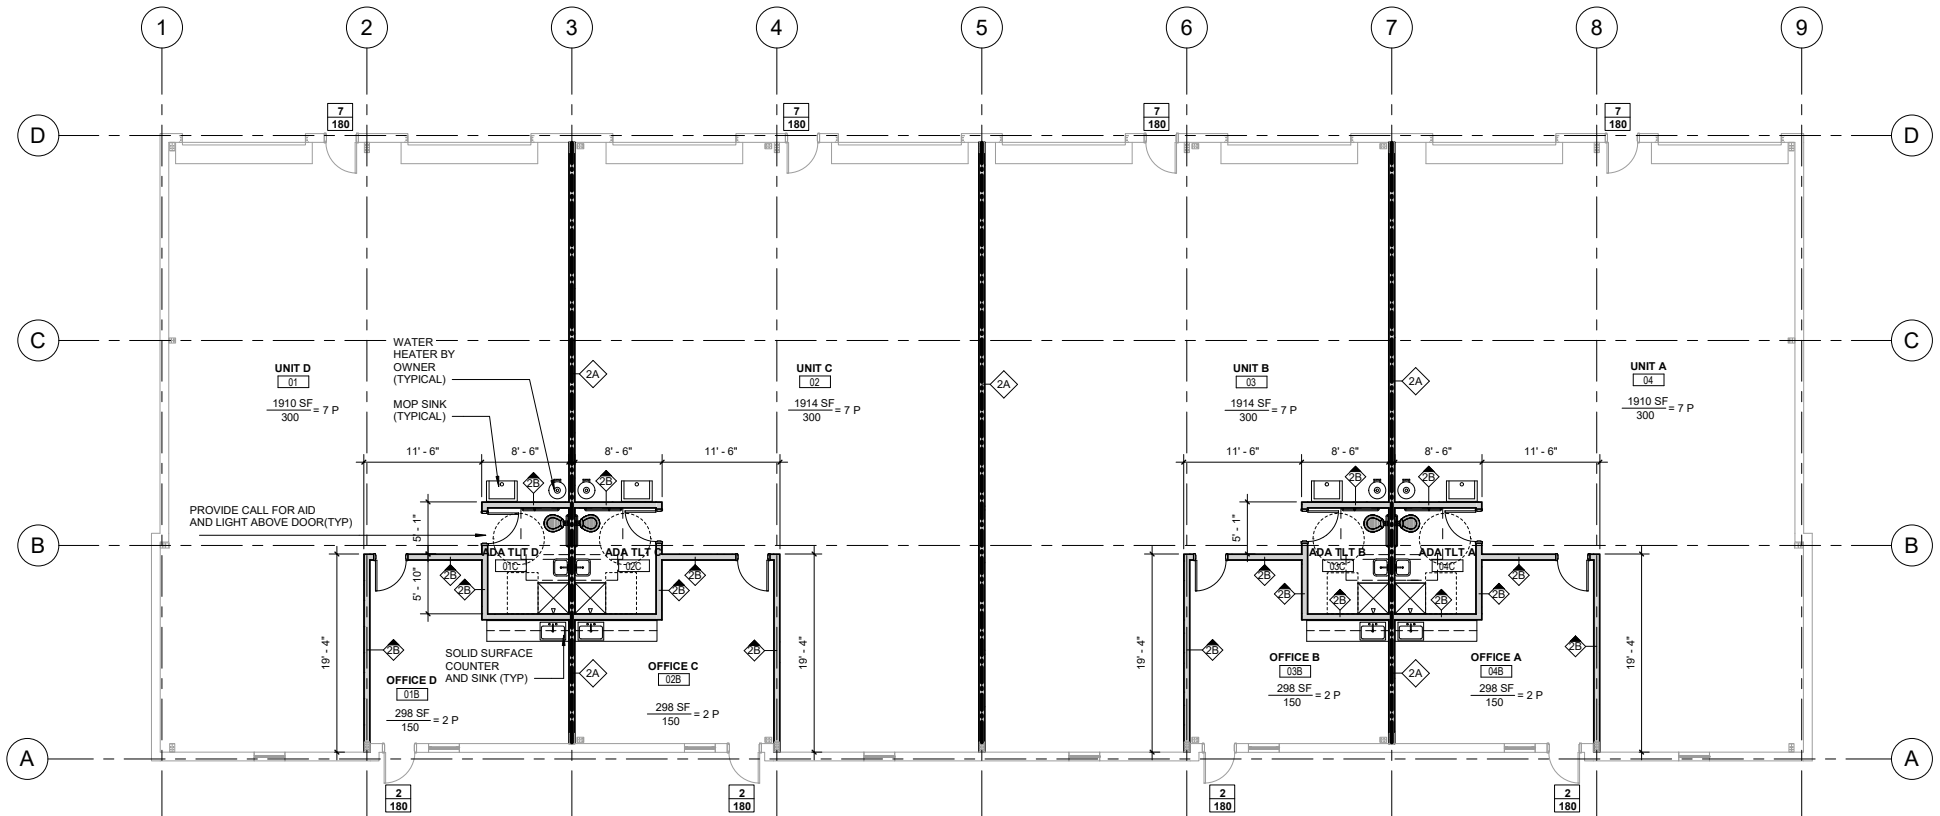 1 2 3 4 5 6 7 8 9
7 7 7 7
180 180 180 180
D D
C C
WATER
HEATER BY
OWNER
(TYPICAL)
MOP SINK
(TYPICAL)
UNIT D
01
1910 SF
300
= 7 P
2A
UNIT C
02
1914 SF
300
= 7 P
2A
UNIT B
03
1914 SF
300
= 7 P
2A
UNIT A
04
1910 SF
300
= 7 P
11' - 6" 8' - 6" 8' - 6" 11' - 6" 11' - 6" 8' - 6" 8' - 6" 11' - 6"
2B 2B 2B 2B
PROVIDE CALL FOR AID
AND LIGHT ABOVE DOOR(TYP)
5' - 1" 5' - 1"
B B
ADA TLT D ADA TLT C ADA TLT B ADA TLT A
01C 02C 03C 04C
5' - 10"
2B 2B 2B 2B 2B 2B 2B 2B
2B 2B
19' - 4" 19' - 4" 19' - 4" 19' - 4"
2B 2B 2B 2B
SOLID SURFACE
COUNTER
AND SINK (TYP)
2A 2A
OFFICE D
01B
298 SF
150
= 2 P
OFFICE C
02B
298 SF
150
= 2 P
OFFICE B
03B
298 SF
150
= 2 P
OFFICE A
04B
298 SF
150
= 2 P
A A
2 2 2 2
180 180 180 180